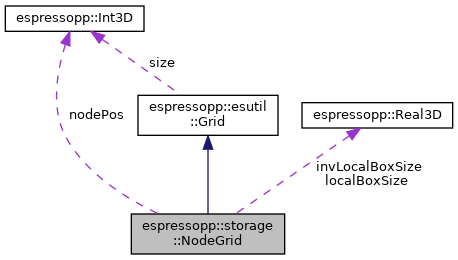 espressopp::Int3D
size
nodePos
espressopp::esutil
::Grid
espressopp::Real3D
invLocalBoxSize
localBoxSize
espressopp::storage
::NodeGrid